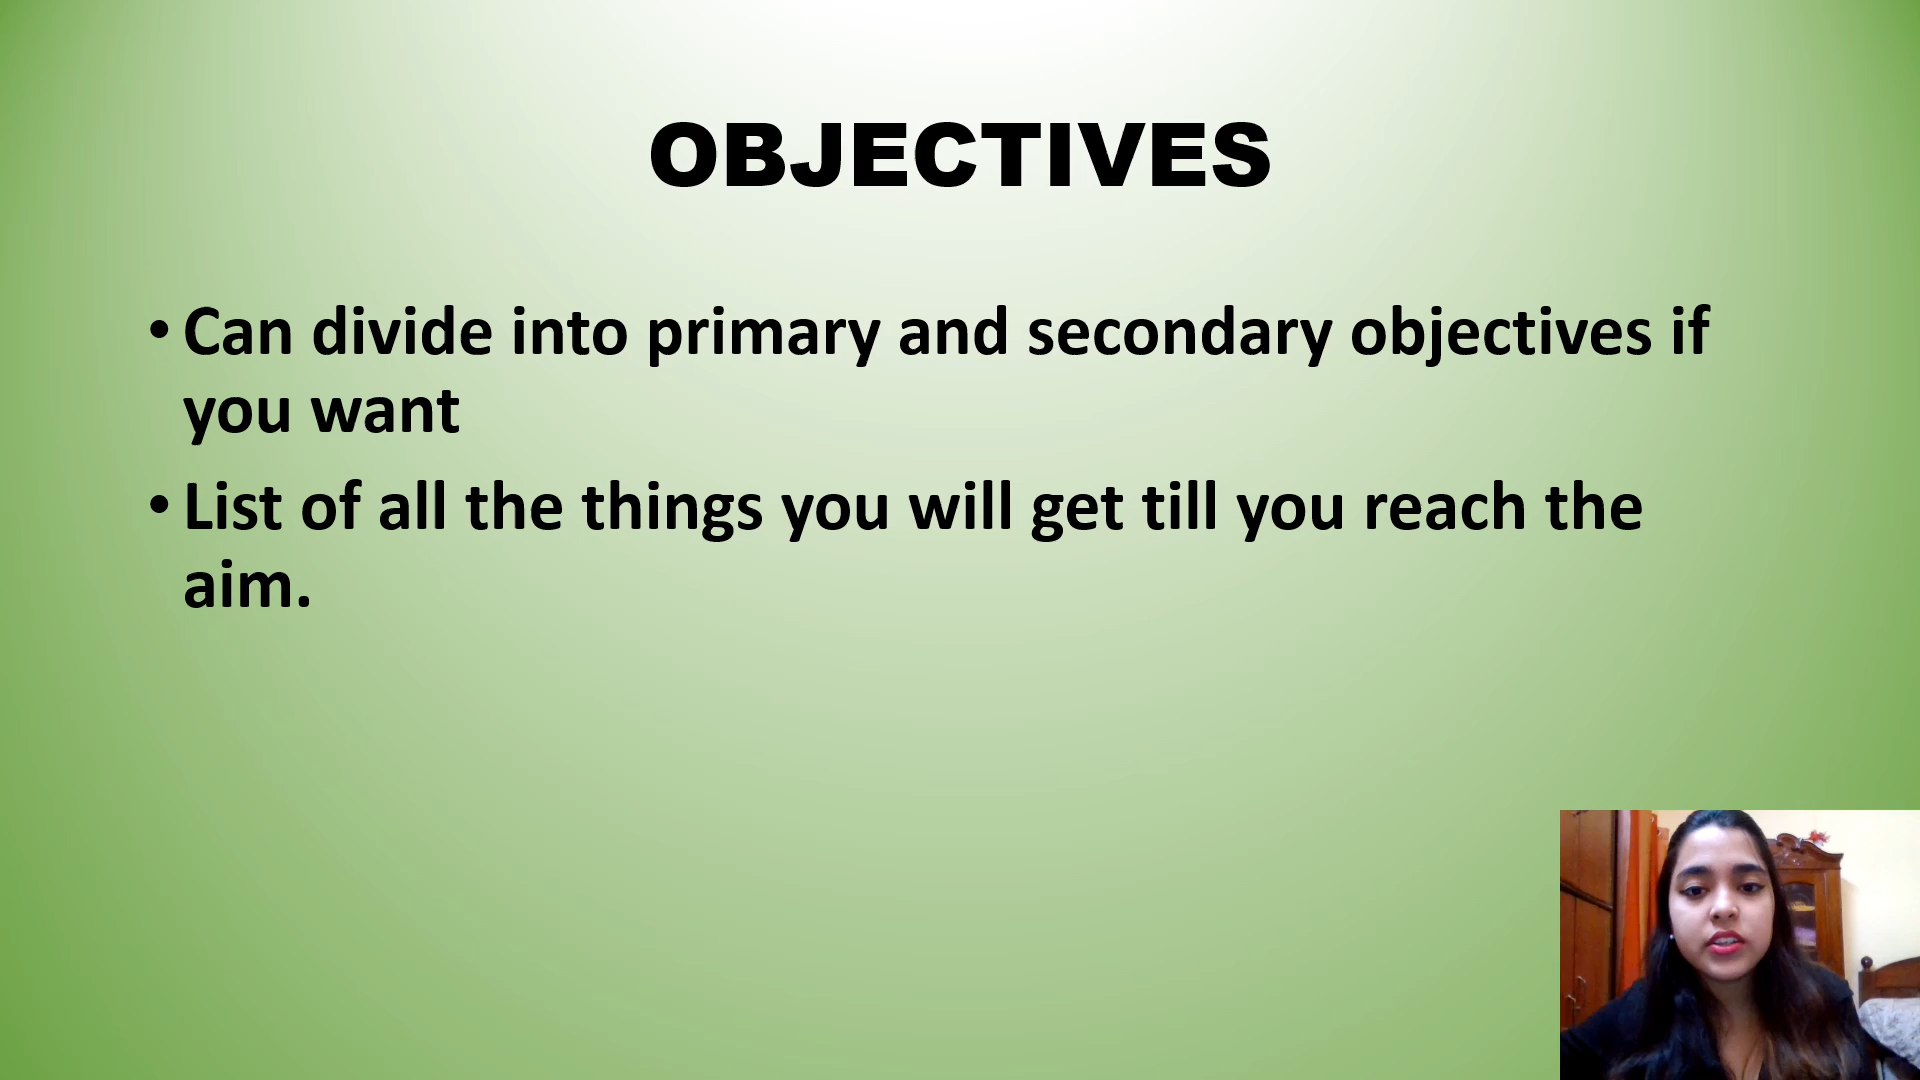 OBJECTIVES
• Can divide into primary and secondary objectives if
you want
• List of all the things you will get till you reach the
aim.